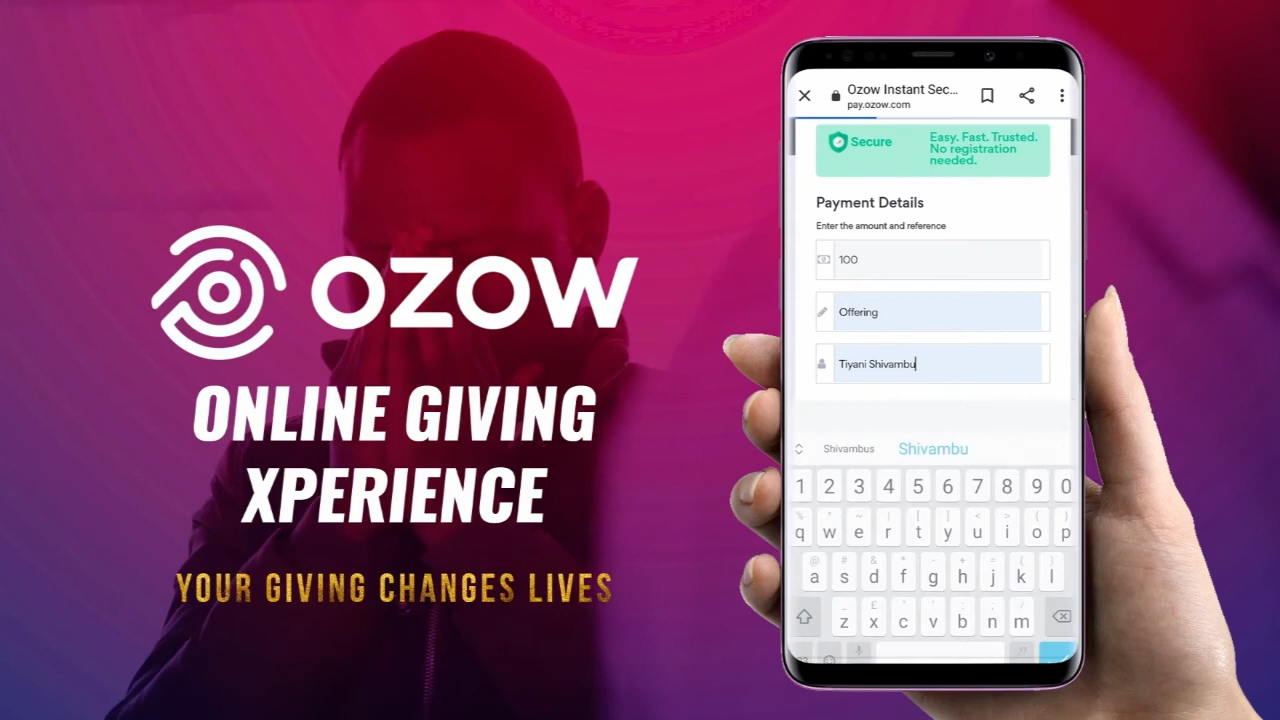 OZOW
ONLINE GIVING
XPERIENCE
YOUR GIVING CHANGES LIVES
Ozow Instant Sec...
pay.ozow.com
Secure
Easy. Fast. Trusted.
No registration
needed.
Payment Details
Enter the amount and reference
100
Offering
Tiyani Shivambu
Shivambus Shivambu
1 2 3 4 5 6 7 8 9 0
q w e r t y u i o p
a s d f g h j k l
z x c v b n m